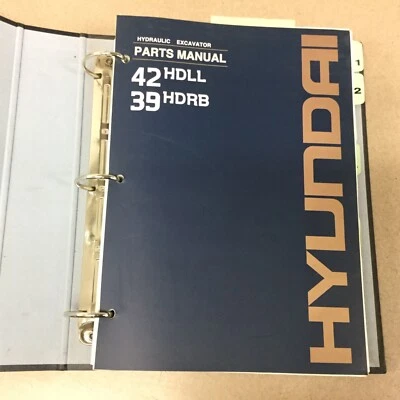 HYDRAULIC EXCAVATOR
PARTS MANUAL
42 HDLL
39 HDRB
HYUNDAI
1
2